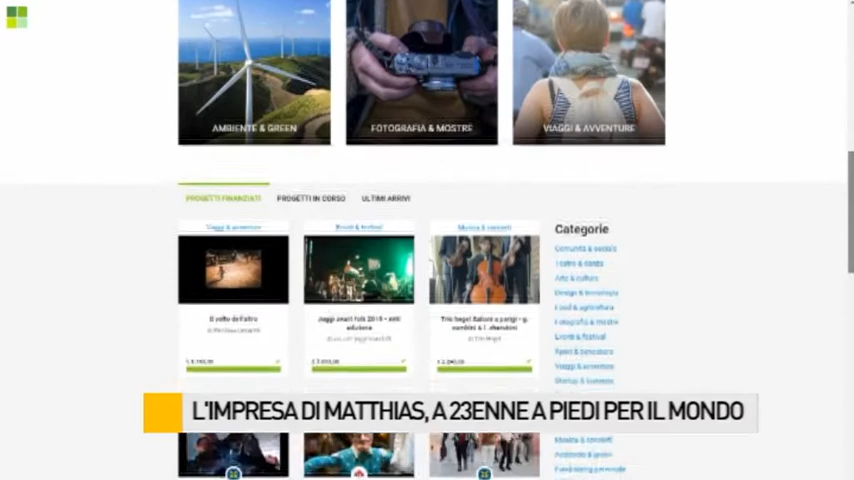 AMBIENTE & GREEN
FOTOGRAFIA & MOSTRE
VIAGGI & AVVENTURE
PROGETTI FINANZIATI
PROGETTI IN CORSO
ULTIMI ARRIVI
Viaggi & avventure
Eventi & festival
Musica & concerti
Categorie
Il volto dell'altro
Comunità & sociale
Teatro & danza
Arte & cultura
Design & tecnologia
Food & agricoltura
Fotografia & mostre
Eventi & festival
Sport & benessere
Viaggi & avventure
Startup & business
L'IMPRESA DI MATTHIAS, A 23ENNE A PIEDI PER IL MONDO
Musica & concerti
Ambiente & green
Fundraising personale